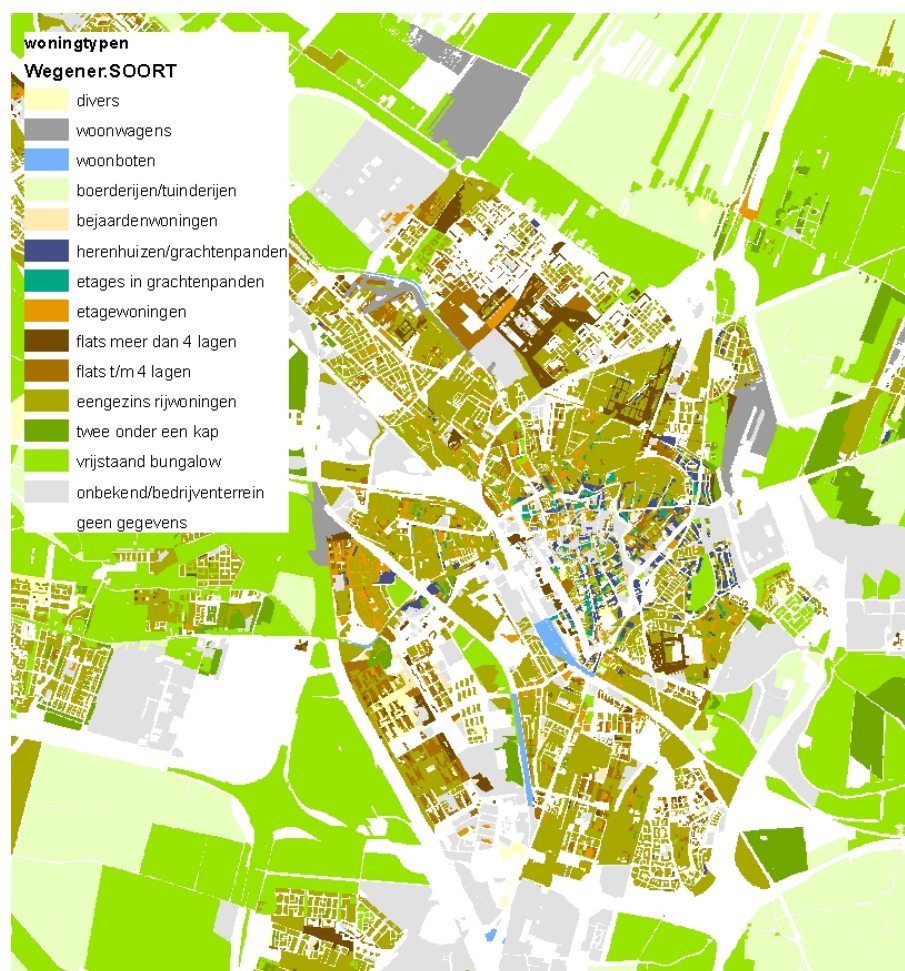 woningtypen
Wegener.SOORT
divers
woonwagens
woonboten
boerderijen/tuinderijen
bejaardenwoningen
herenhuizen/grachtenpanden
etages in grachtenpanden
etagewoningen
flats meer dan 4 lagen
flats t/m 4 lagen
eengezins rijwoningen
twee onder een kap
vrijstaand bungalow
onbekend/bedrijventerrein
geen gegevens